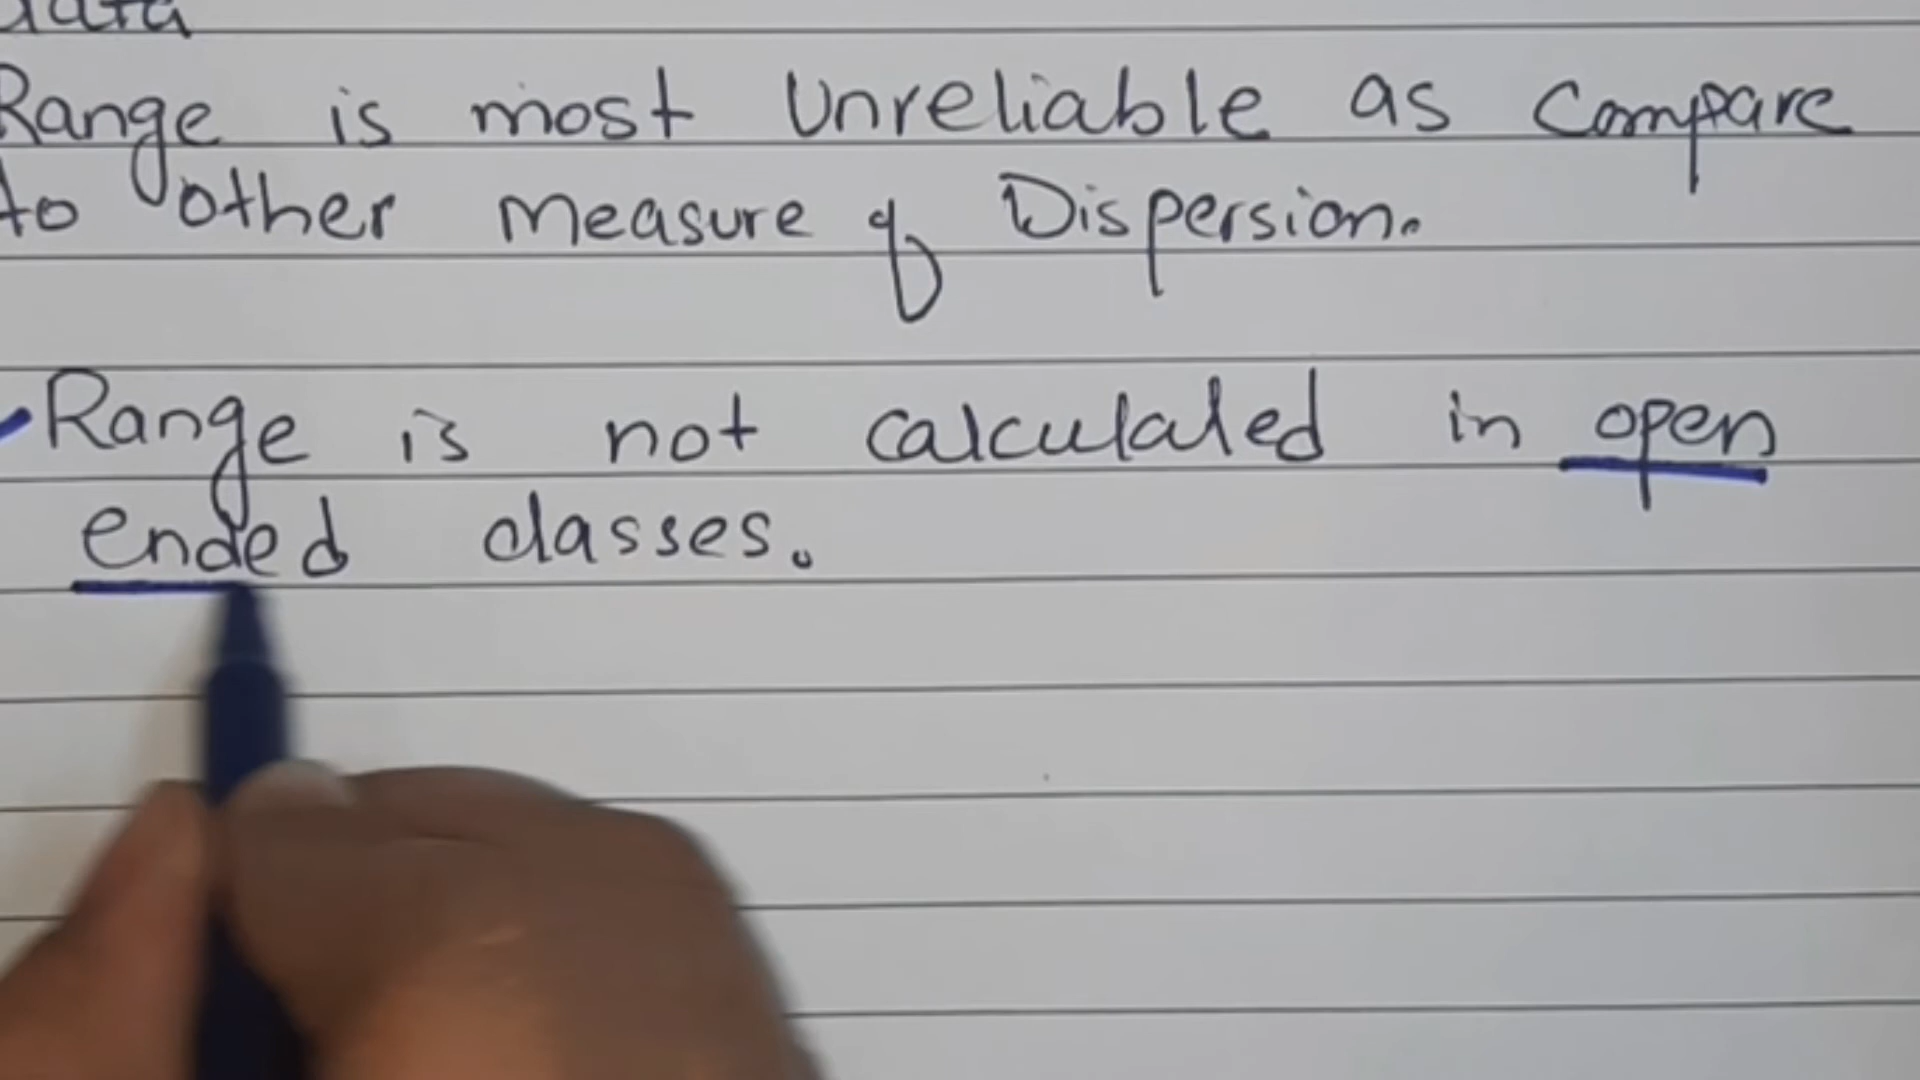 data
Range is most Unreliable as Compare
to other measure of Dispersion.
Range is not calculated in open
ended classes.